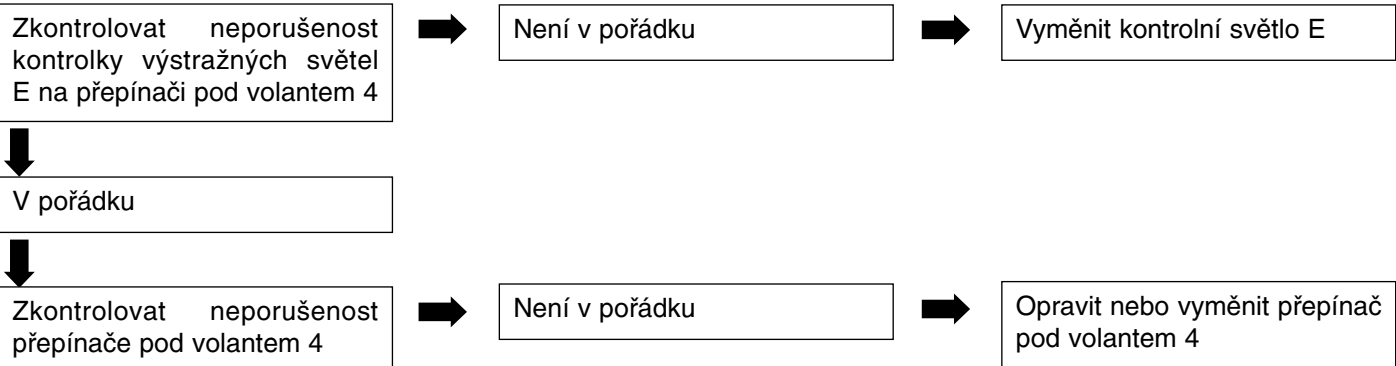 Zkontrolovat neporušenost
kontrolky výstražných světel
E na přepínači pod volantem 4
Není v pořádku
Vyměnit kontrolní světlo E
V pořádku
Zkontrolovat neporušenost
přepínače pod volantem 4
Není v pořádku
Opravit nebo vyměnit přepínač
pod volantem 4